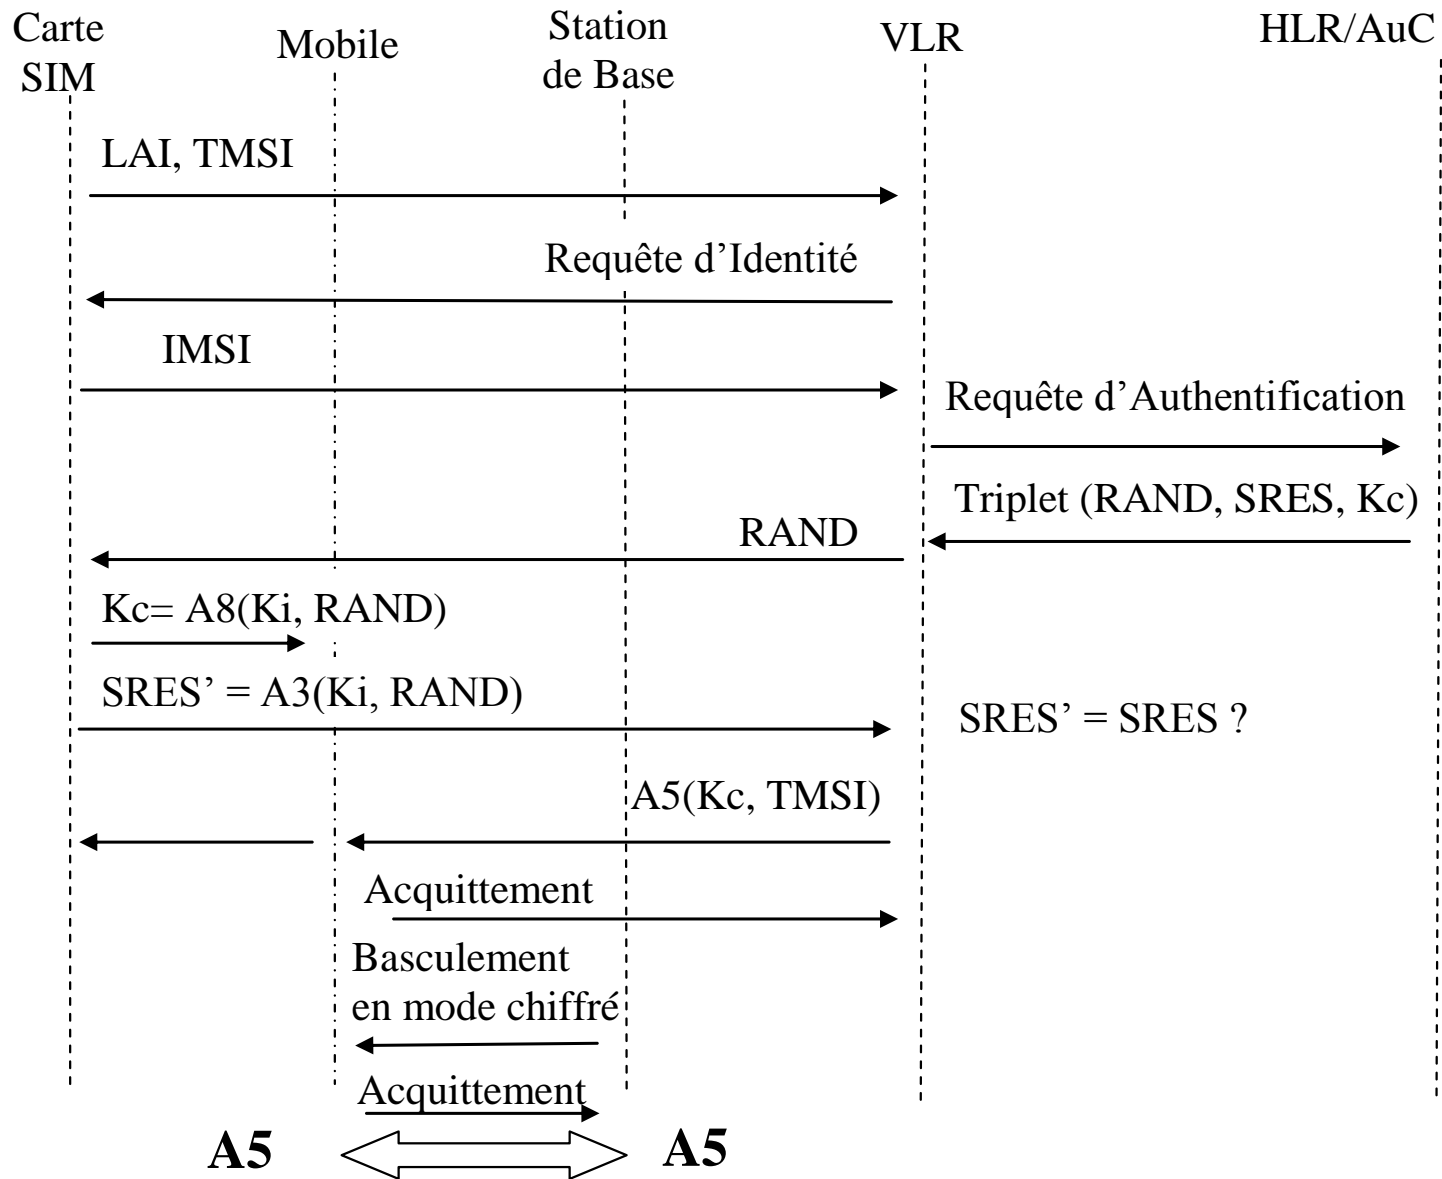 Carte
SIM
Mobile
Station
de Base
VLR
HLR/AuC
LAI, TMSI
Requête d’Identité
IMSI
Requête d’Authentification
Triplet (RAND, SRES, Kc)
RAND
Kc= A8(Ki, RAND)
SRES’ = A3(Ki, RAND)
SRES’ = SRES ?
A5(Kc, TMSI)
Acquittement
Basculement
en mode chiffré
Acquittement
A5
A5